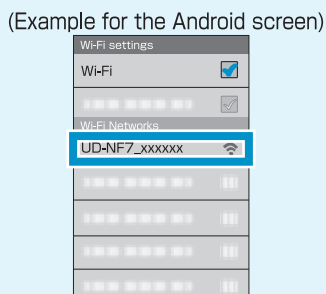 (Example for the Android screen)
Wi-Fi settings
Wi-Fi
Wi-Fi Networks
UD-NF7_xxxxxx